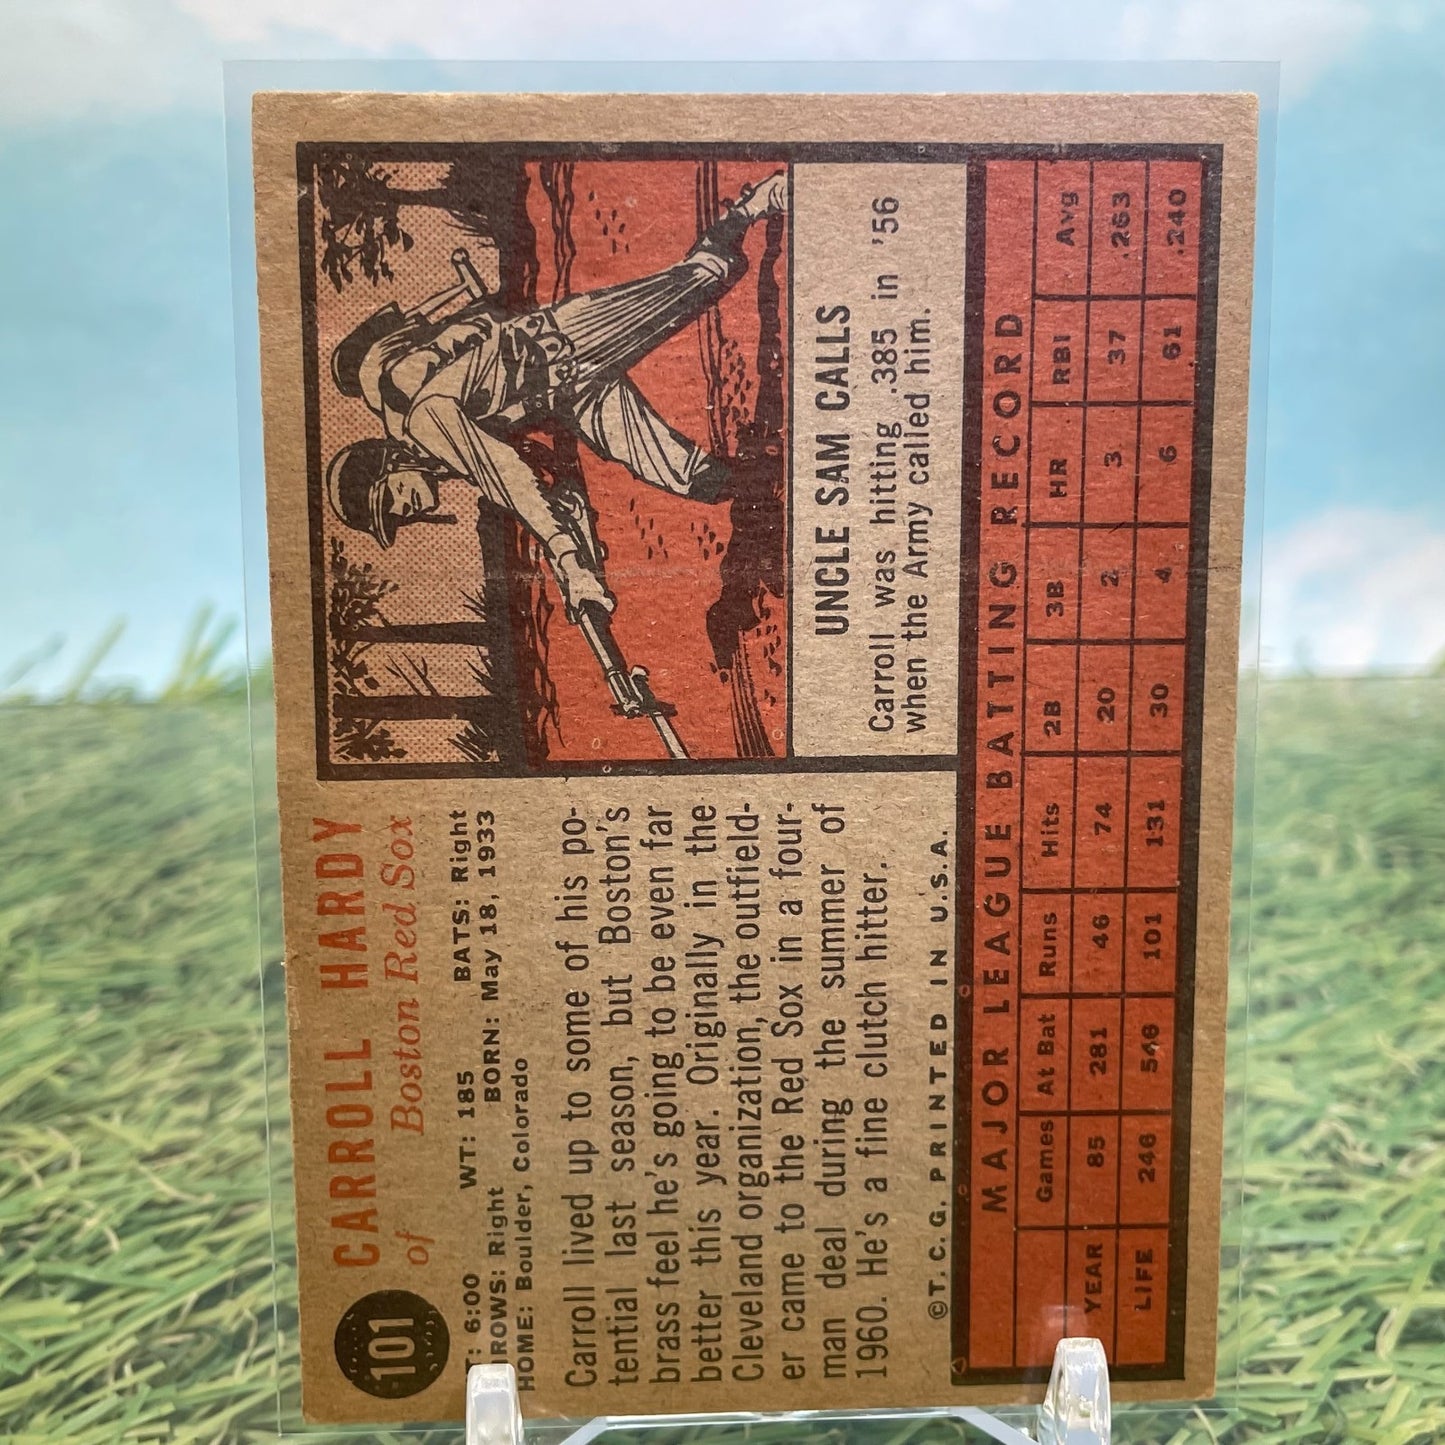 101
CARROLL HARDY
of Boston Red Sox
6:00 WT: 185 BATS: Right
Right BORN: May 18, 1933
HOME: Boulder, Colorado
Carroll lived up to some of his po-
tential last season, but Boston's
brass feel he's going to be even far
better this year. Originally in the
Cleveland organization, the outfield-
er came to the Red Sox in a four-
man deal during the summer of
1960. He's a fine clutch hitter.
©T. C. G. PRINTED IN U.S.A.
UNCLE SAM CALLS
Carroll was hitting .385 in '56
when the Army called him.
MAJOR LEAGUE BATTING RECORD
Games At Bat Runs Hits 2B 3B HR RBI Avg
YEAR 85 281 46 74 20 2 3 37 .263
LIFE 246 546 101 131 30 4 6 61 .240